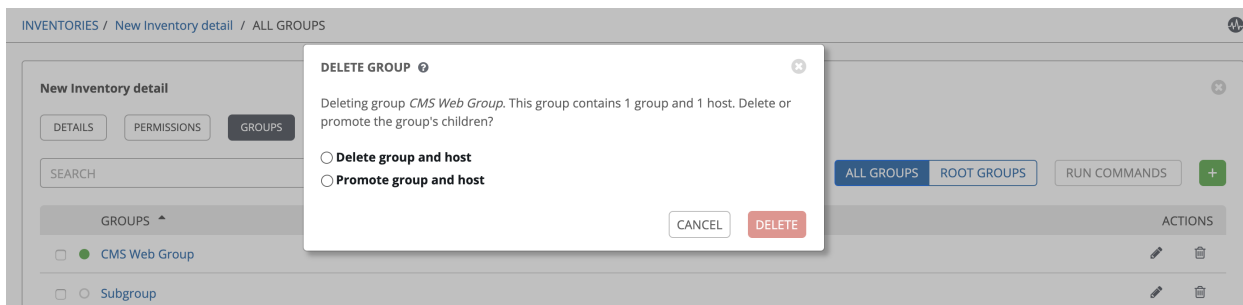 INVENTORIES / New Inventory detail / ALL GROUPS
DELETE GROUP
New Inventory detail
Deleting group CMS Web Group. This group contains 1 group and 1 host. Delete or
promote the group's children?
DETAILS PERMISSIONS GROUPS
Delete group and host
SEARCH
Promote group and host
ALL GROUPS ROOT GROUPS RUN COMMANDS +
CANCEL DELETE
GROUPS ACTIONS
CMS Web Group
Subgroup